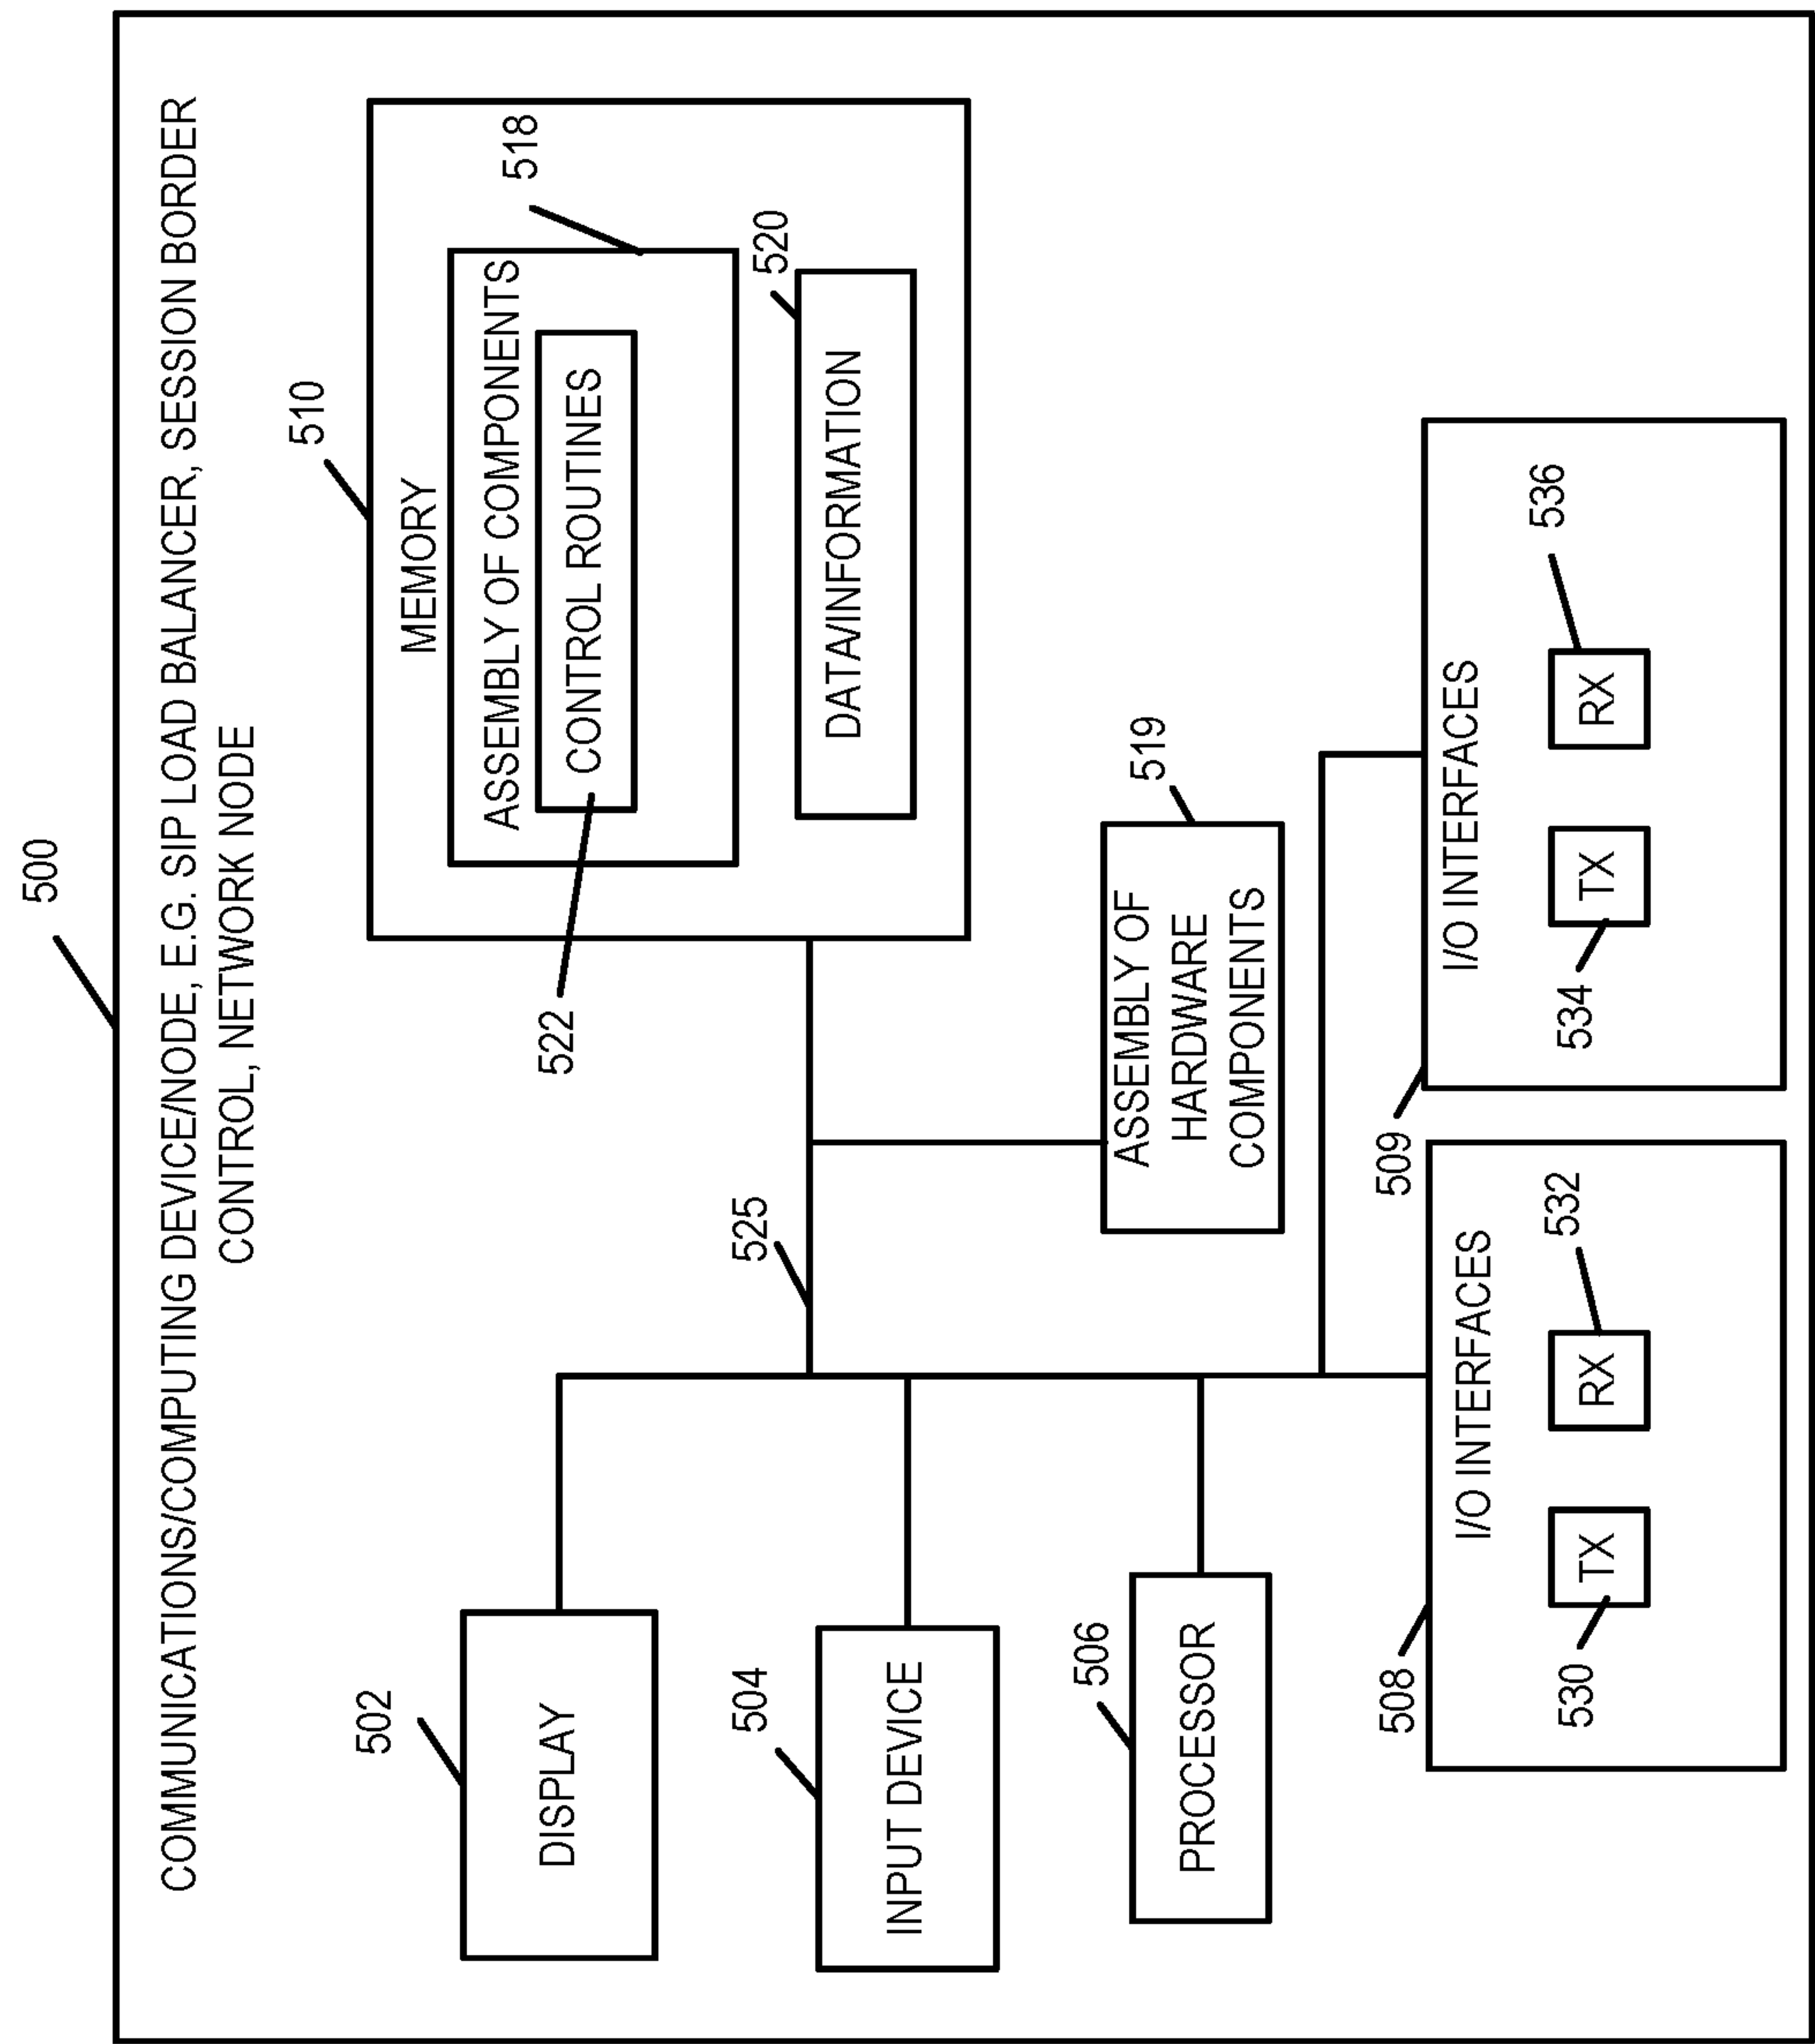 500
COMMUNICATIONS/COMPUTING DEVICE/NODE, E.G. SIP LOAD BALANCER, SESSION BORDER
CONTROL, NETWORK NODE
502
DISPLAY
504
INPUT DEVICE
506
PROCESSOR
508
I/O INTERFACES
TX
RX
530
532
525
510
MEMORY
518
ASSEMBLY OF COMPONENTS
CONTROL ROUTINES
522
520
DATA/INFORMATION
519
ASSEMBLY OF
HARDWARE
COMPONENTS
509
I/O INTERFACES
TX
RX
534
536